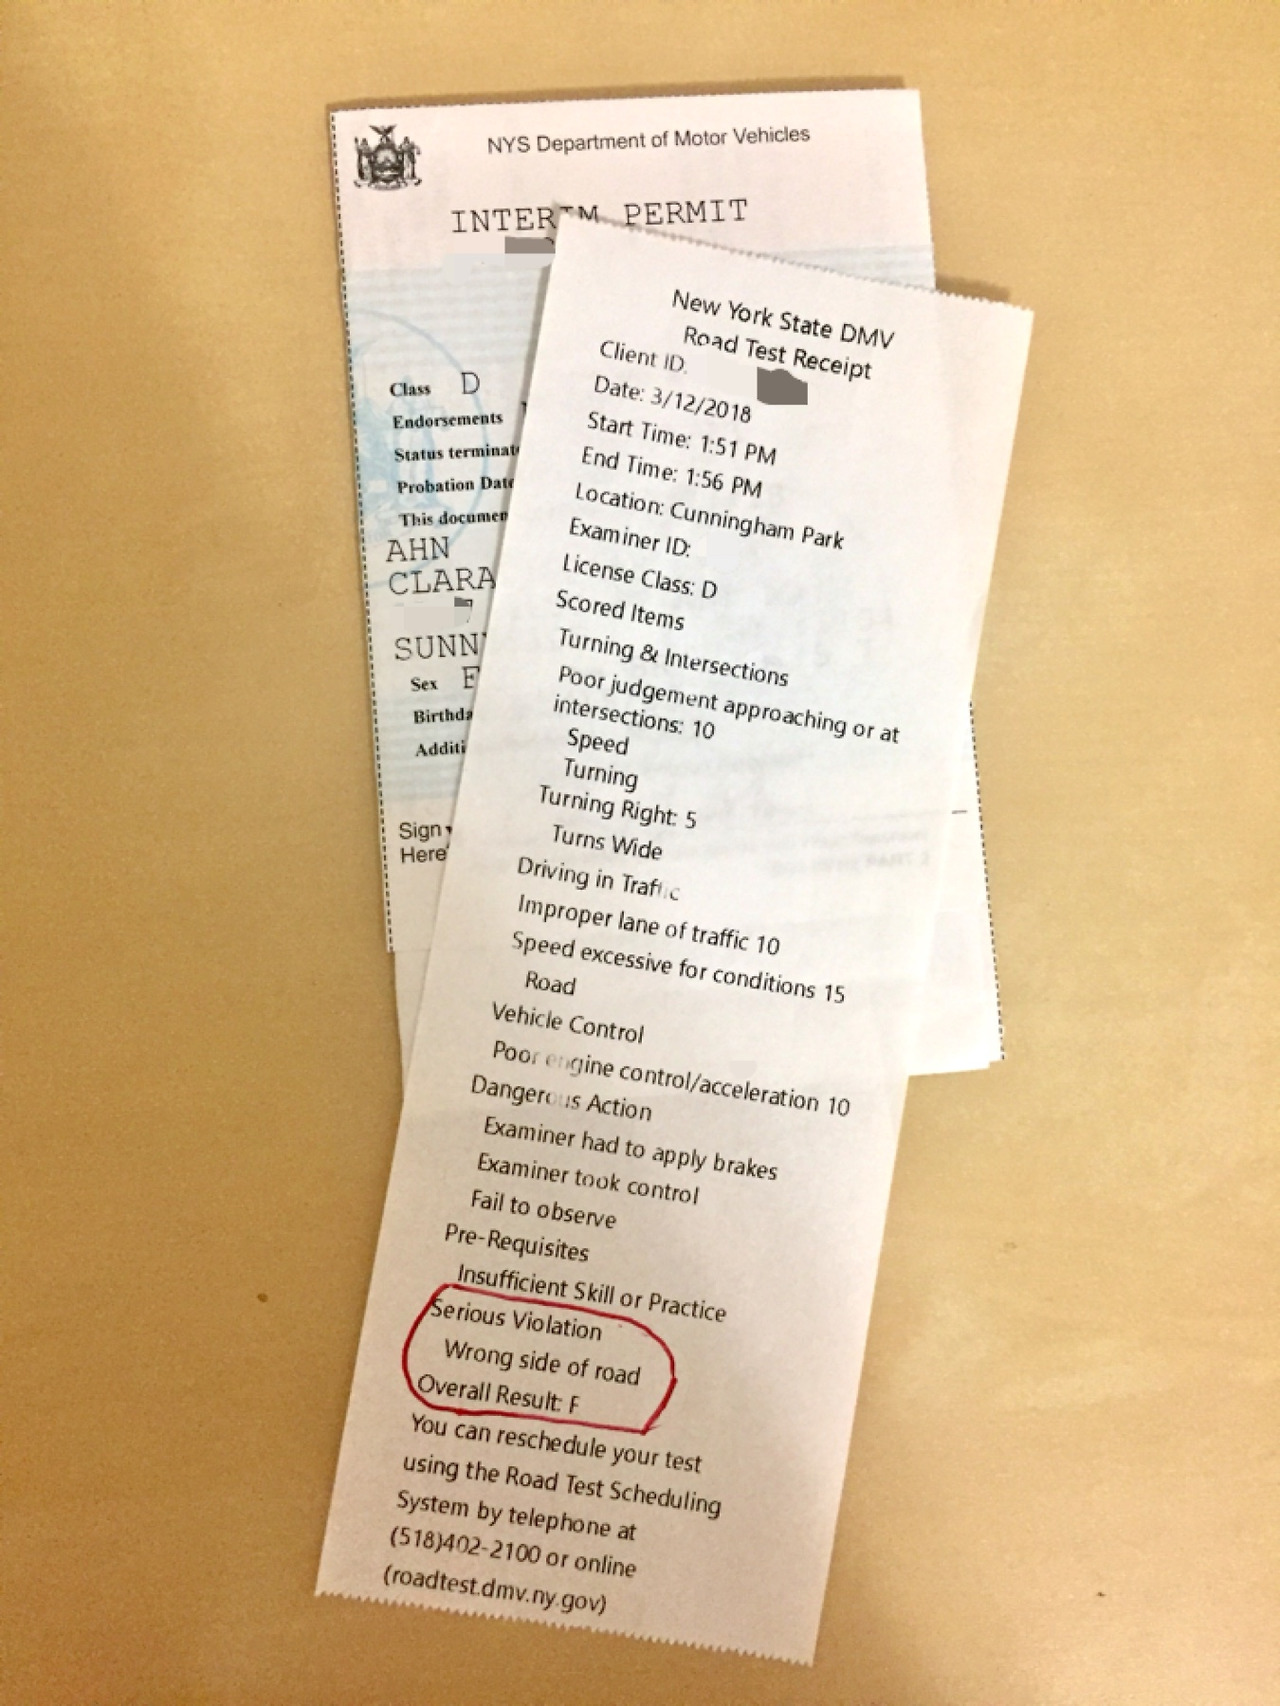 NYS Department of Motor Vehicles
INTERIM PERMIT
Class D
Endorsements
Status
Probation
This
AHN
CLARA
Sex
Sign
Here
New York State DMV
Road Test Receipt
Client ID.
Date: 3/12/2018
Start Time: 1:51 PM
End Time: 1:56 PM
Location: Cunningham Park
Examiner ID:
License Class: D
Scored Items
Turning & Intersections
Poor judgement approaching or at
intersections: 10
Speed
Turning
Turning Right: 5
Turns Wide
Driving in Traffic
Improper lane of traffic 10
Speed excessive for conditions 15
Road
Vehicle Control
Poor engine control/acceleration 10
Dangerous Action
Examiner had to apply brakes
Examiner took control
Fail to observe
Pre-Requisites
Insufficient Skill or Practice
Serious Violation
Wrong side of road
Overall Result: F
You can reschedule your test
using the Road Test Scheduling
System by telephone at
(518)402-2100 or online
(roadtest.dmv.ny.gov)